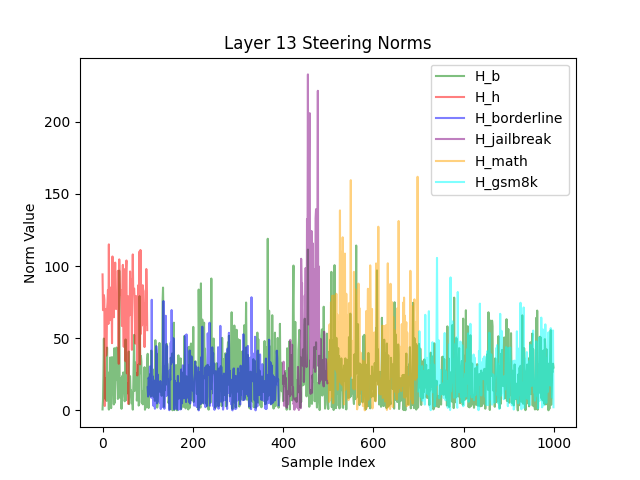 Layer 13 Steering Norms
H_b
H_h
H_borderline
H_jailbreak
H_math
H_gsm8k
Norm Value
200
150
100
50
0
0
200
400
600
800
1000
Sample Index